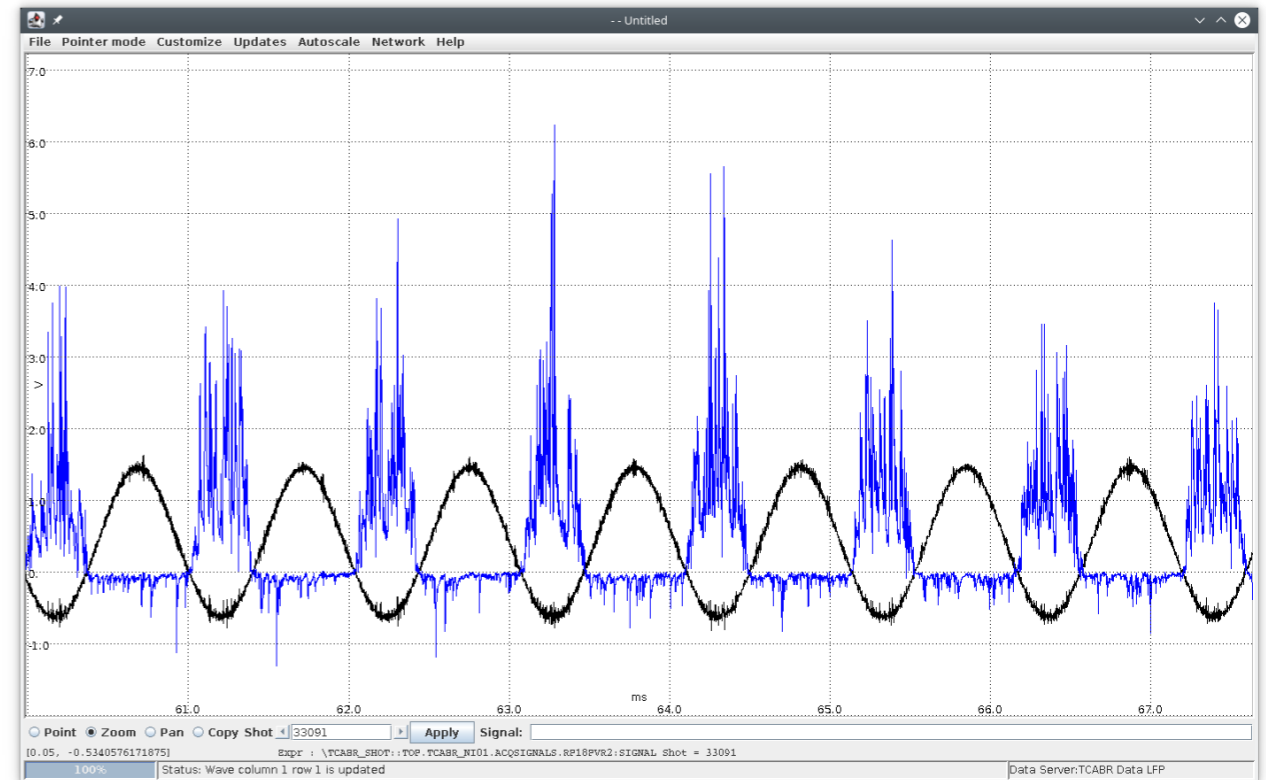 - - Untitled
File Pointer mode Customize Updates Autoscale Network Help
7.0
6.0
5.0
4.0
3.0
V
2.0
1.0
0.
-1.0
ms
61.0 62.0 63.0 64.0 65.0 66.0 67.0
Point Zoom Pan Copy Shot 33091 Apply Signal:
[0.05, -0.5340576171875] Expr : \TCABR_SHOT::TOP.TCABR_NI01.ACQSIGNALS.RP18PVR2:SIGNAL Shot = 33091
100% Status: Wave column 1 row 1 is updated Data Server:TCABR Data LFP